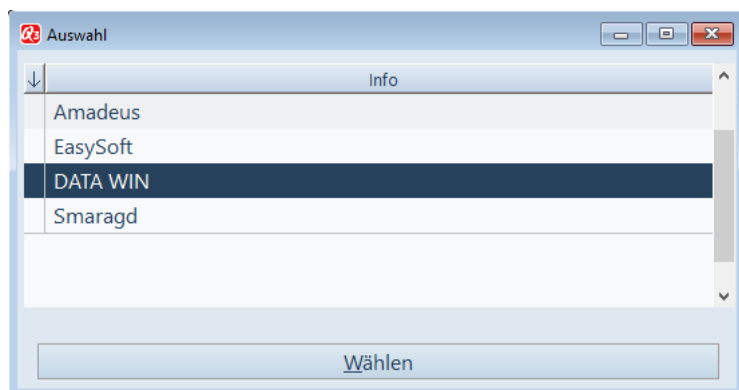 Auswahl
Info
Amadeus
EasySoft
DATA WIN
Smaragd
Wählen